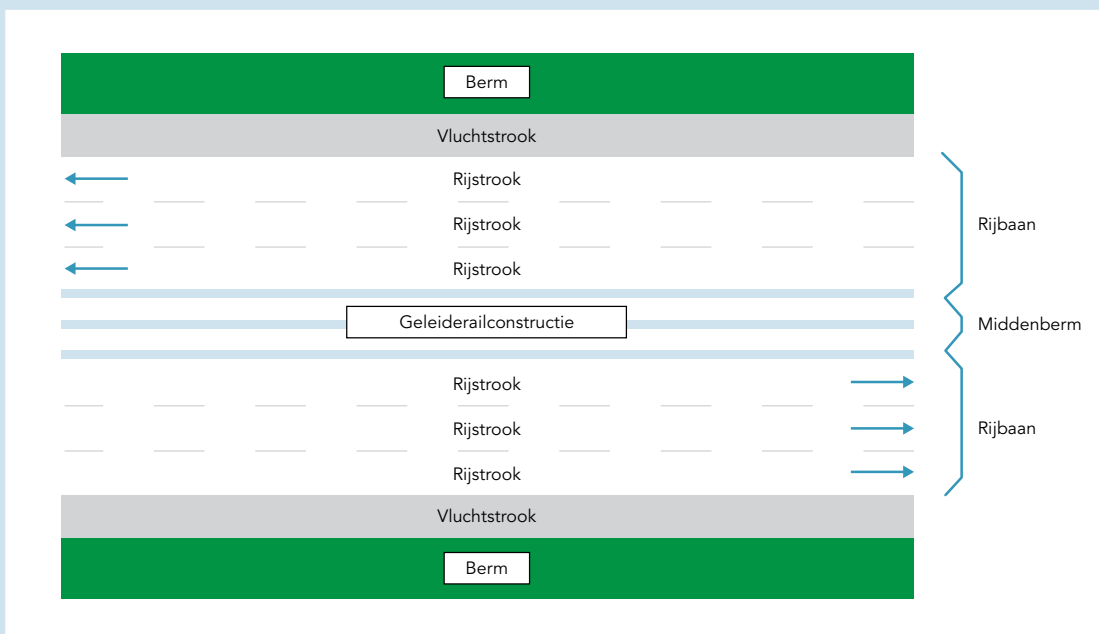 Berm
Vluchtstrook
Rijstrook
Rijstrook
Rijstrook
Rijbaan
Geleiderailconstructie
Middenberm
Rijstrook
Rijstrook
Rijstrook
Rijbaan
Vluchtstrook
Berm